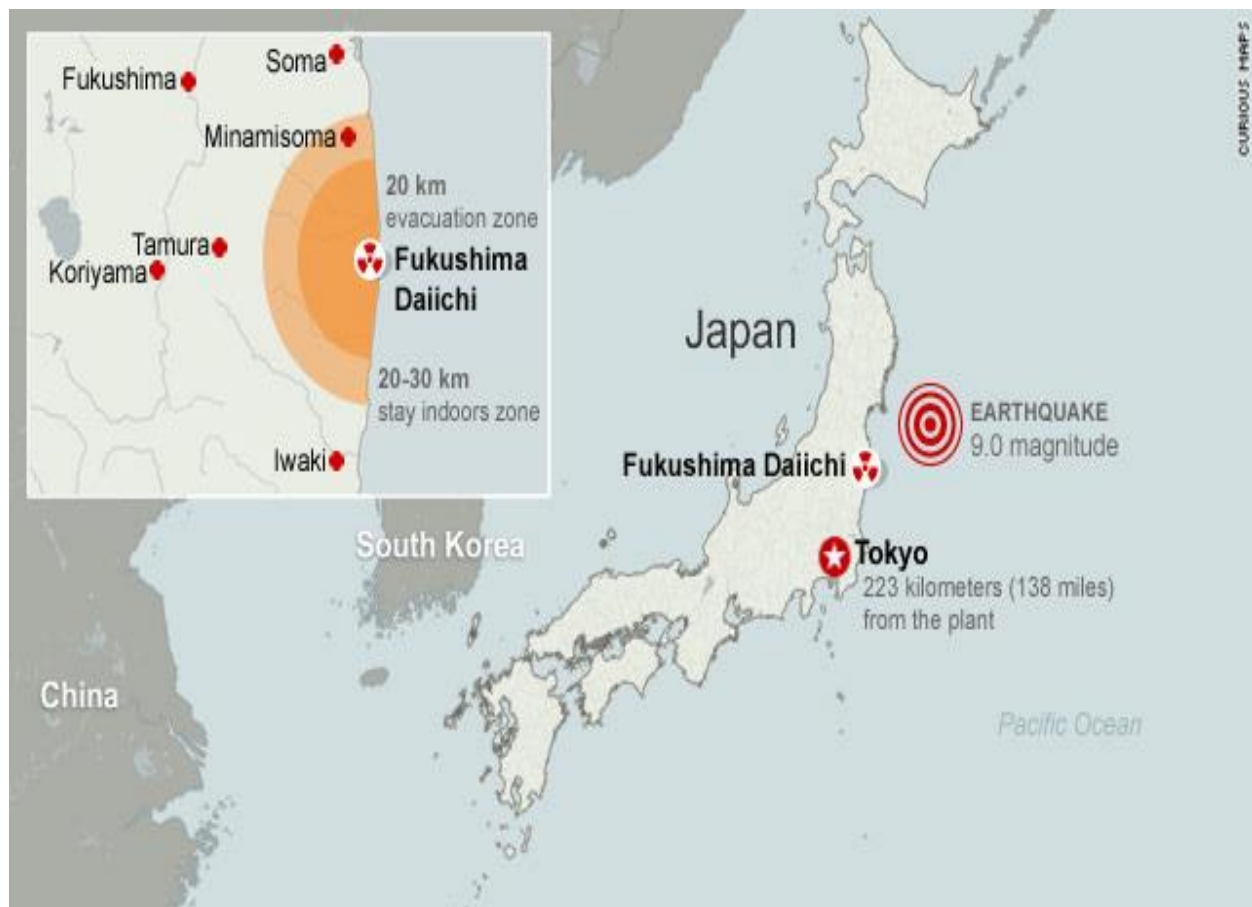 Fukushima
Soma
Minamisoma
20 km
evacuation zone
Tamura
Koriyama
Fukushima
Daiichi
20-30 km
stay indoors zone
Iwaki
CURIOUS MAPS
Japan
EARTHQUAKE
9.0 magnitude
Fukushima Daiichi
South Korea
Tokyo
223 kilometers (138 miles)
from the plant
China
Pacific Ocean